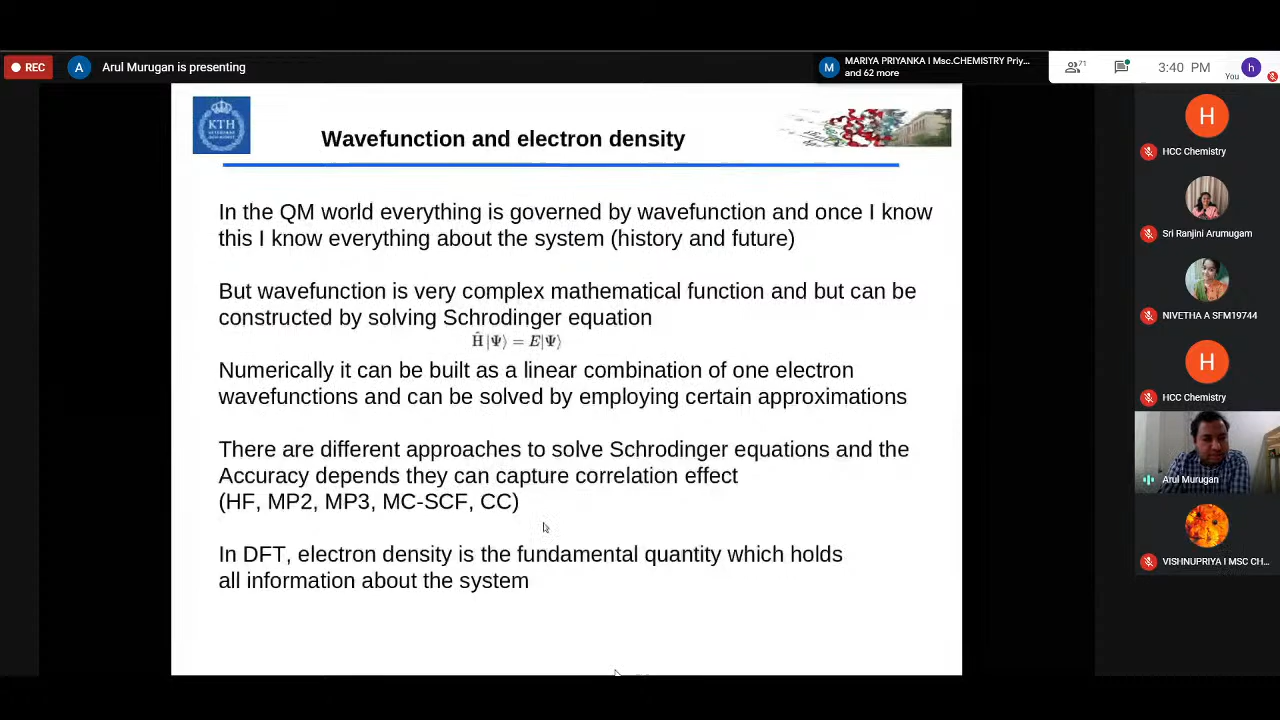 REC
A
Arul Murugan is presenting
M
MARIYA PRIYANKA I Msc.CHEMISTRY Priy...
and 62 more
71
3:40 PM
You
h
KTH
Wavefunction and electron density
In the QM world everything is governed by wavefunction and once I know
this I know everything about the system (history and future)
But wavefunction is very complex mathematical function and but can be
constructed by solving Schrodinger equation
Ĥ|Ψ⟩ = E|Ψ⟩
Numerically it can be built as a linear combination of one electron
wavefunctions and can be solved by employing certain approximations
There are different approaches to solve Schrodinger equations and the
Accuracy depends they can capture correlation effect
(HF, MP2, MP3, MC-SCF, CC)
In DFT, electron density is the fundamental quantity which holds
all information about the system
H
HCC Chemistry
Sri Ranjini Arumugam
NIVETHA A SFM19744
H
HCC Chemistry
Arul Murugan
VISHNUPRIYA I MSC CH...